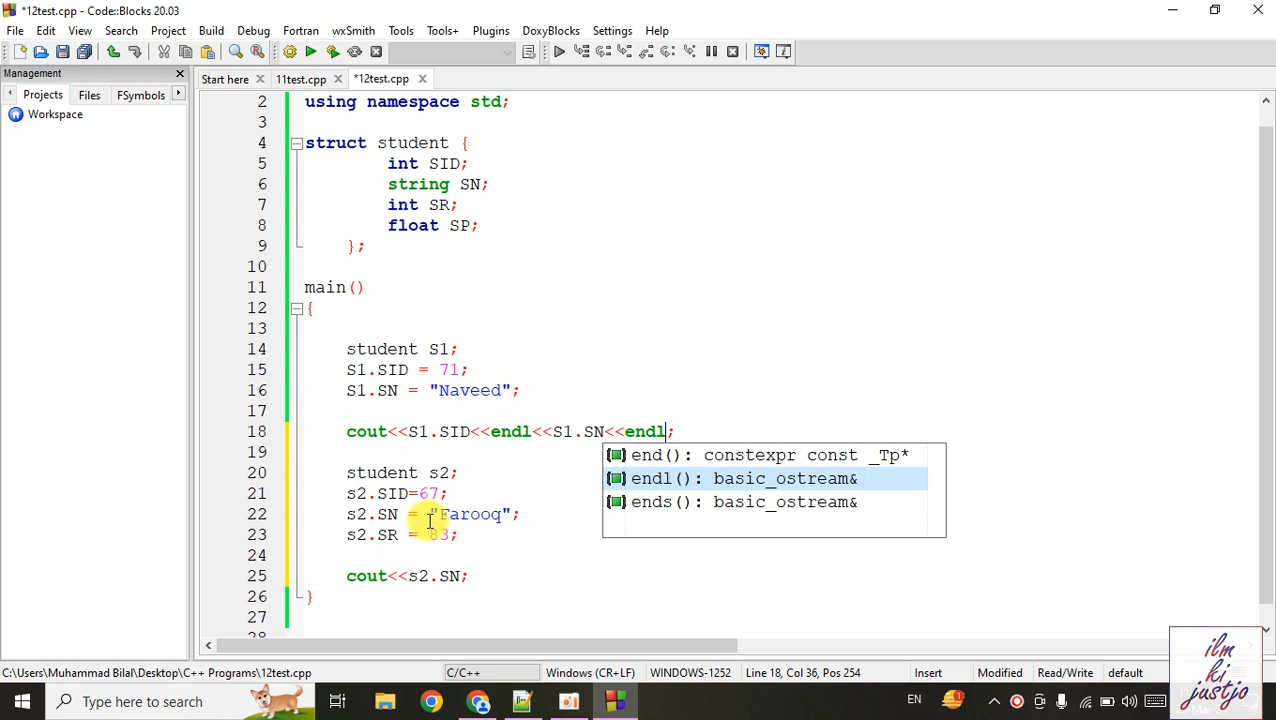 *12test.cpp - Code::Blocks 20.03
File Edit View Search Project Build Debug Fortran wxSmith Tools Tools+ Plugins DoxyBlocks Settings Help
Management
Start here 11test.cpp *12test.cpp
Projects Files FSymbols
Workspace
2 using namespace std;
3
4 struct student {
5 int SID;
6 string SN;
7 int SR;
8 float SP;
9 };
10
11 main()
12 {
13
14 student S1;
15 S1.SID = 71;
16 S1.SN = "Naveed";
17
18 cout<<S1.SID<<endl<<S1.SN<<endl;
19
end(): constexpr const _Tp*
20 student s2;
endl(): basic_ostream&
21 s2.SID=67;
ends(): basic_ostream&
22 s2.SN = "Farooq";
23 s2.SR = 83;
24
25 cout<<s2.SN;
26 }
27
28
C:\Users\Muhammad Bilal\Desktop\C++ Programs\12test.cpp C/C++ Windows (CR+LF) WINDOWS-1252 Line 18, Col 36, Pos 254 Insert Modified Read/Write default
ilm
ki
justjo
Type here to search
EN
1